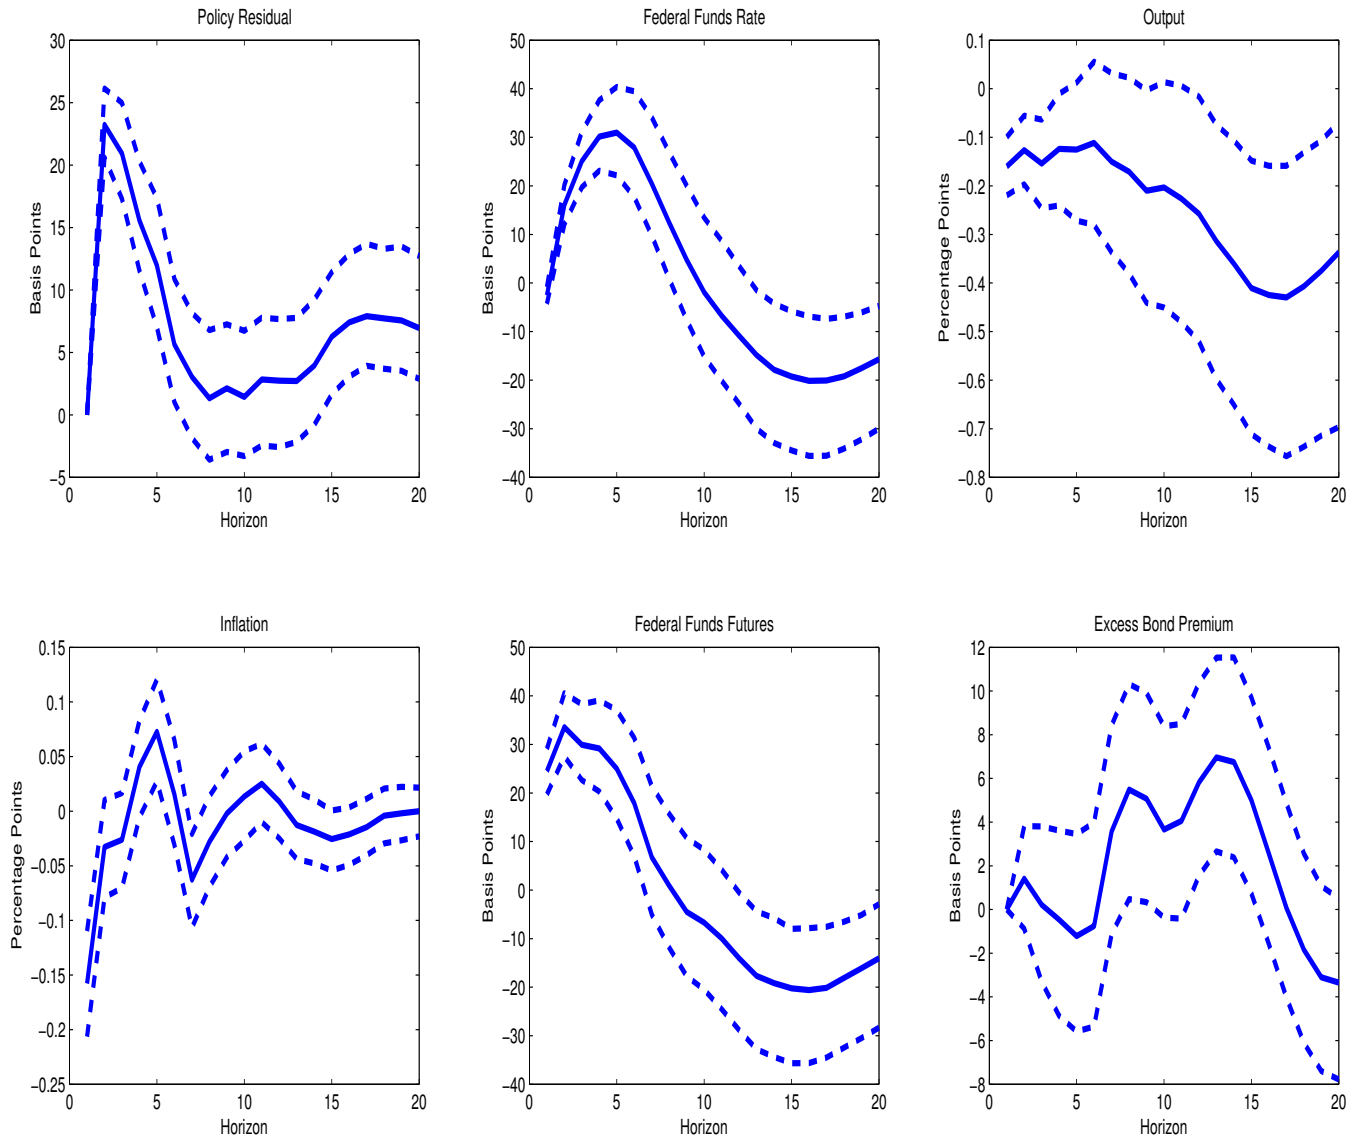 Policy Residual
30
25
20
15
10
5
0
−5
Basis Points
0 5 10 15 20
Horizon
Federal Funds Rate
50
40
30
20
10
0
−10
−20
−30
−40
Basis Points
0 5 10 15 20
Horizon
Output
0.1
0
−0.1
−0.2
−0.3
−0.4
−0.5
−0.6
−0.7
−0.8
Percentage Points
0 5 10 15 20
Horizon
Inflation
0.15
0.1
0.05
0
−0.05
−0.1
−0.15
−0.2
−0.25
Percentage Points
0 5 10 15 20
Horizon
Federal Funds Futures
50
40
30
20
10
0
−10
−20
−30
−40
Basis Points
0 5 10 15 20
Horizon
Excess Bond Premium
12
10
8
6
4
2
0
−2
−4
−6
−8
Basis Points
0 5 10 15 20
Horizon